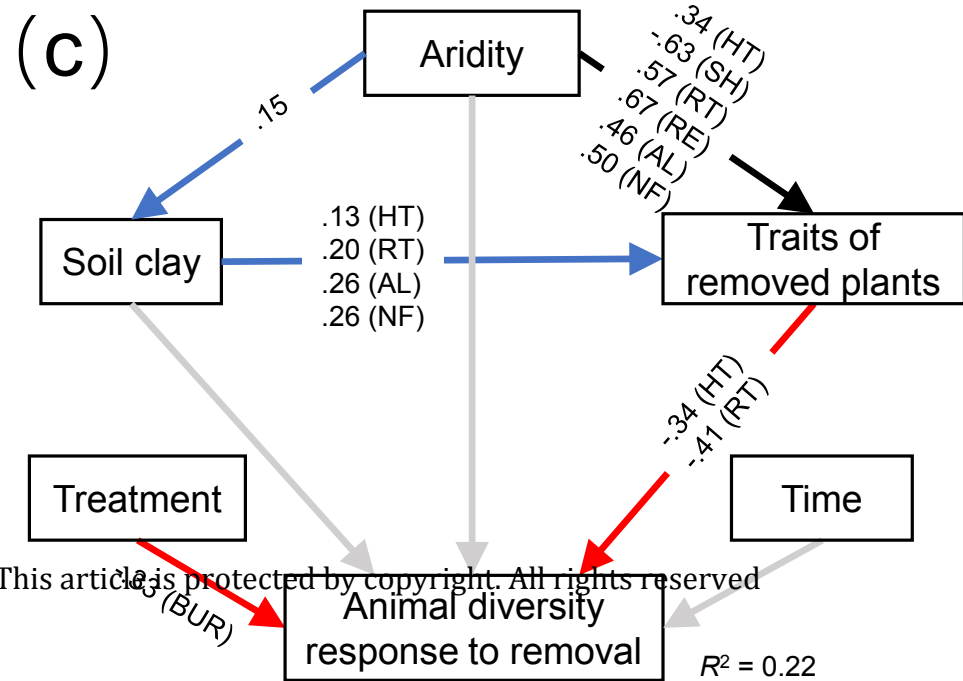 (c)
Aridity
.34 (HT)
-.63 (SH)
.57 (RT)
.67 (RE)
.46 (AL)
.50 (NF)
.15
Soil clay
.13 (HT)
.20 (RT)
.26 (AL)
.26 (NF)
Traits of
removed plants
-.34 (HT)
-.41 (RT)
Treatment
Time
This article is protected by copyright. All rights reserved
(BUR)
Animal diversity
response to removal
R² = 0.22